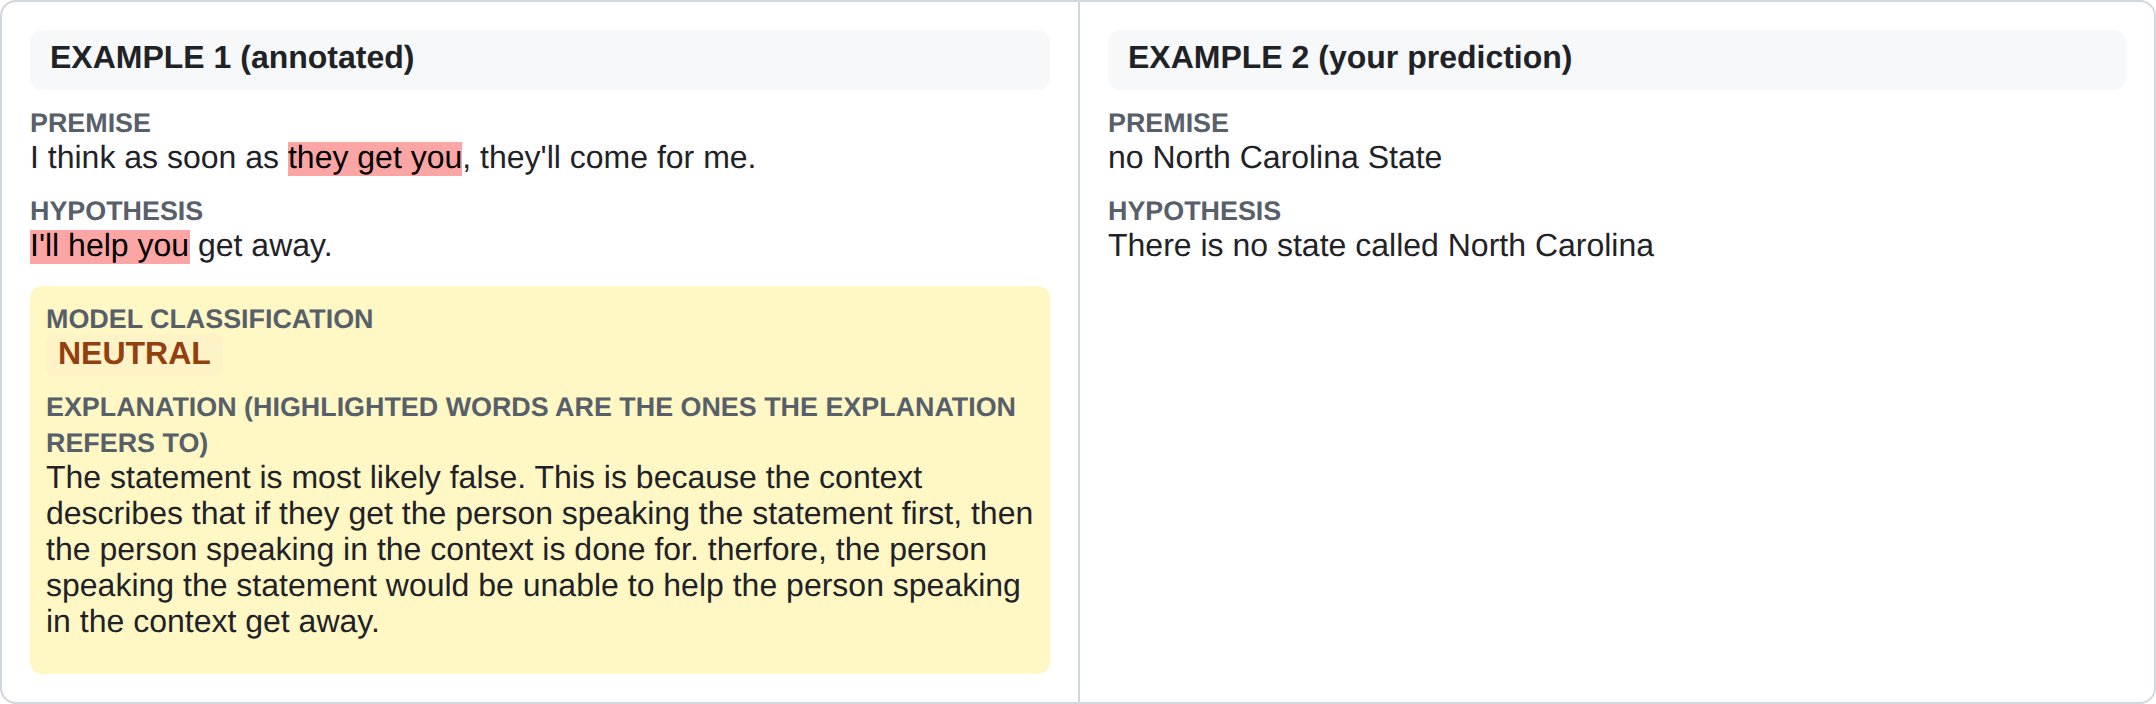 EXAMPLE 1 (annotated)
PREMISE
I think as soon as they get you, they'll come for me.
HYPOTHESIS
I'll help you get away.
MODEL CLASSIFICATION
NEUTRAL
EXPLANATION (HIGHLIGHTED WORDS ARE THE ONES THE EXPLANATION
REFERS TO)
The statement is most likely false. This is because the context
describes that if they get the person speaking the statement first, then
the person speaking in the context is done for. therfore, the person
speaking the statement would be unable to help the person speaking
in the context get away.
EXAMPLE 2 (your prediction)
PREMISE
no North Carolina State
HYPOTHESIS
There is no state called North Carolina